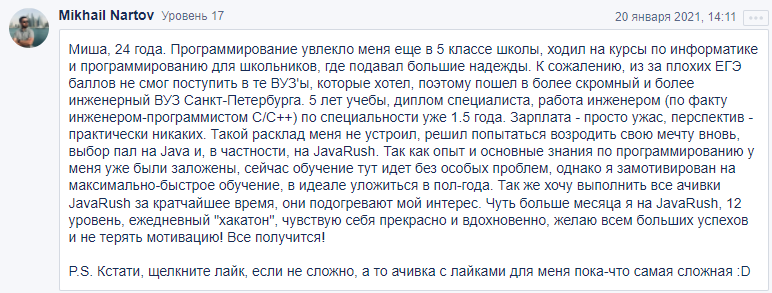 Mikhail Nartov Уровень 17
20 января 2021, 14:11
Миша, 24 года. Программирование увлекло меня еще в 5 классе школы, ходил на курсы по информатике
и программированию для школьников, где подавал большие надежды. К сожалению, из за плохих ЕГЭ
баллов не смог поступить в те ВУЗ'ы, которые хотел, поэтому пошел в более скромный и более
инженерный ВУЗ Санкт-Петербурга. 5 лет учебы, диплом специалиста, работа инженером (по факту
инженером-программистом C/C++) по специальности уже 1.5 года. Зарплата - просто ужас, перспектив -
практически никаких. Такой расклад меня не устроил, решил попытаться возродить свою мечту вновь,
выбор пал на Java и, в частности, на JavaRush. Так как опыт и основные знания по программированию у
меня уже были заложены, сейчас обучение тут идет без особых проблем, однако я замотивирован на
максимально-быстрое обучение, в идеале уложиться в пол-года. Так же хочу выполнить все ачивки
JavaRush за кратчайшее время, они подогревают мой интерес. Чуть больше месяца я на JavaRush, 12
уровень, ежедневный "хакатон", чувствую себя прекрасно и вдохновенно, желаю всем больших успехов
и не терять мотивацию! Все получится!
P.S. Кстати, щелкните лайк, если не сложно, а то ачивка с лайками для меня пока-что самая сложная :D